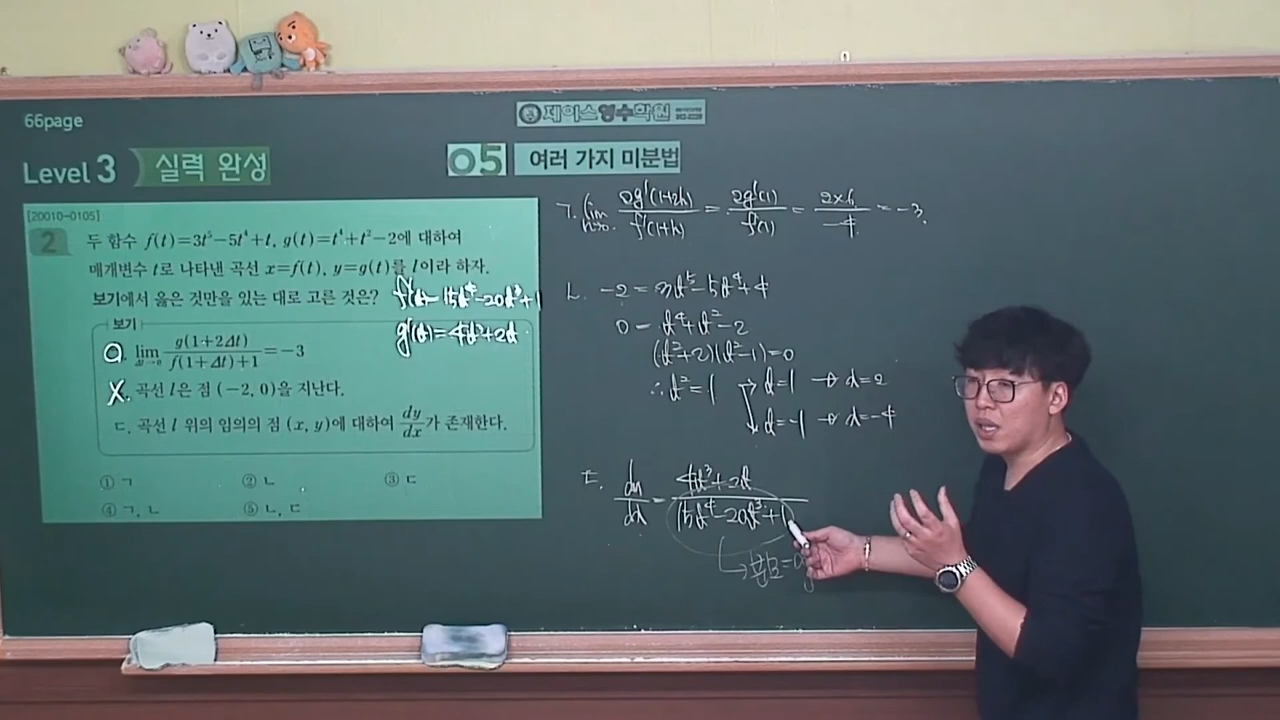 66page
제이스영수학원
Level 3 실력 완성
05 여러 가지 미분법
[20010-0105]
2 두 함수 f(t)=3t⁵-5t⁴+t, g(t)=t⁴+t²-2에 대하여
매개변수 t로 나타낸 곡선 x=f(t), y=g(t)를 l이라 하자.
보기에서 옳은 것만을 있는 대로 고른 것은?
f'(t)=15t⁴-20t³+1
g'(t)=4t³+2t
보기
ㄱ. lim Δt→0 g(1+2Δt)/f(1+Δt)+1 = -3
X. 곡선 l은 점 (-2, 0)을 지난다.
ㄷ. 곡선 l 위의 임의의 점 (x, y)에 대하여 dy/dx가 존재한다.
① ㄱ ② ㄴ ③ ㄷ
④ ㄱ, ㄴ ⑤ ㄴ, ㄷ
ㄱ. lim h→0 2g'(1+2h)/f'(1+h) = 2g'(1)/f'(1) = 2×6/-4 = -3.
ㄴ. -2=3t⁵-5t⁴+t
0=t⁴+t²-2
(t²+2)(t²-1)=0
∴t²=1 → t=1 → x=2
→ t=-1 → x=-4
ㄷ. dy/dx = 4t³+2t/15t⁴-20t³+1
→ 분모=0